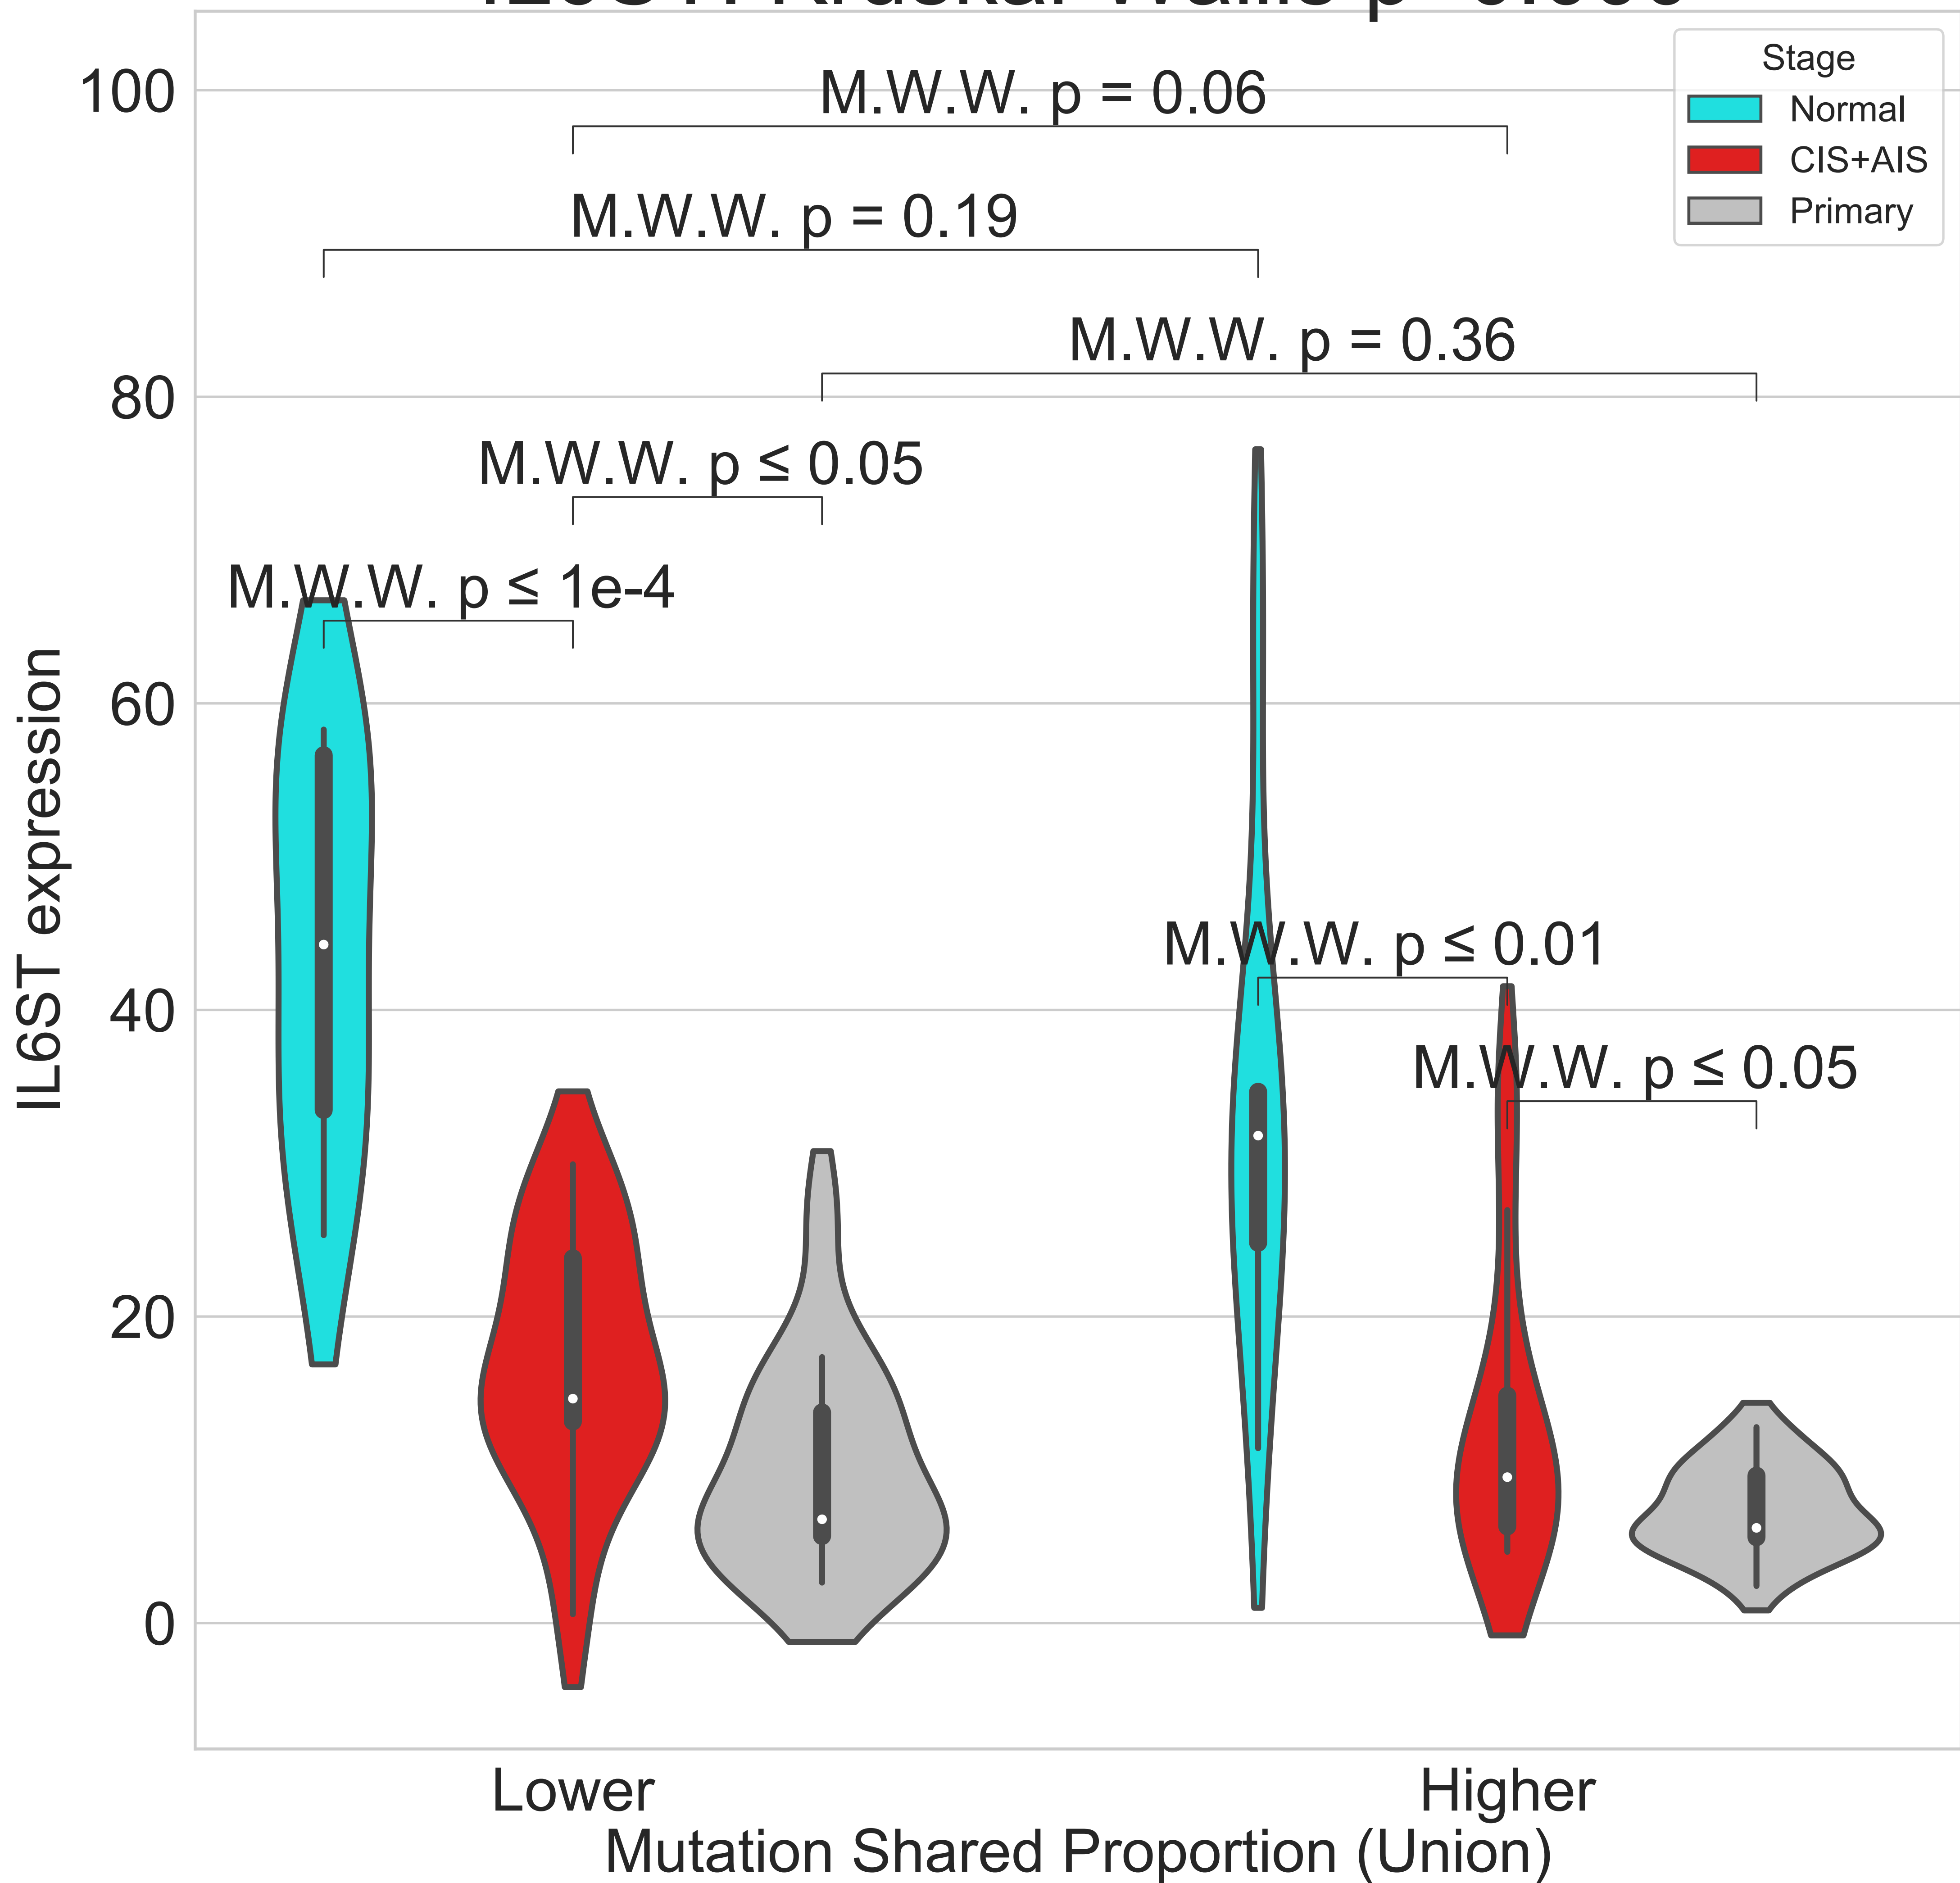 Stage
Normal
CIS+AIS
Primary
M.W.W. p = 0.06
M.W.W. p = 0.19
M.W.W. p = 0.36
M.W.W. p ≤ 0.05
M.W.W. p ≤ 1e-4
M.W.W. p ≤ 0.01
M.W.W. p ≤ 0.05
100
80
60
40
20
0
IL6ST expression
Lower
Higher
Mutation Shared Proportion (Union)